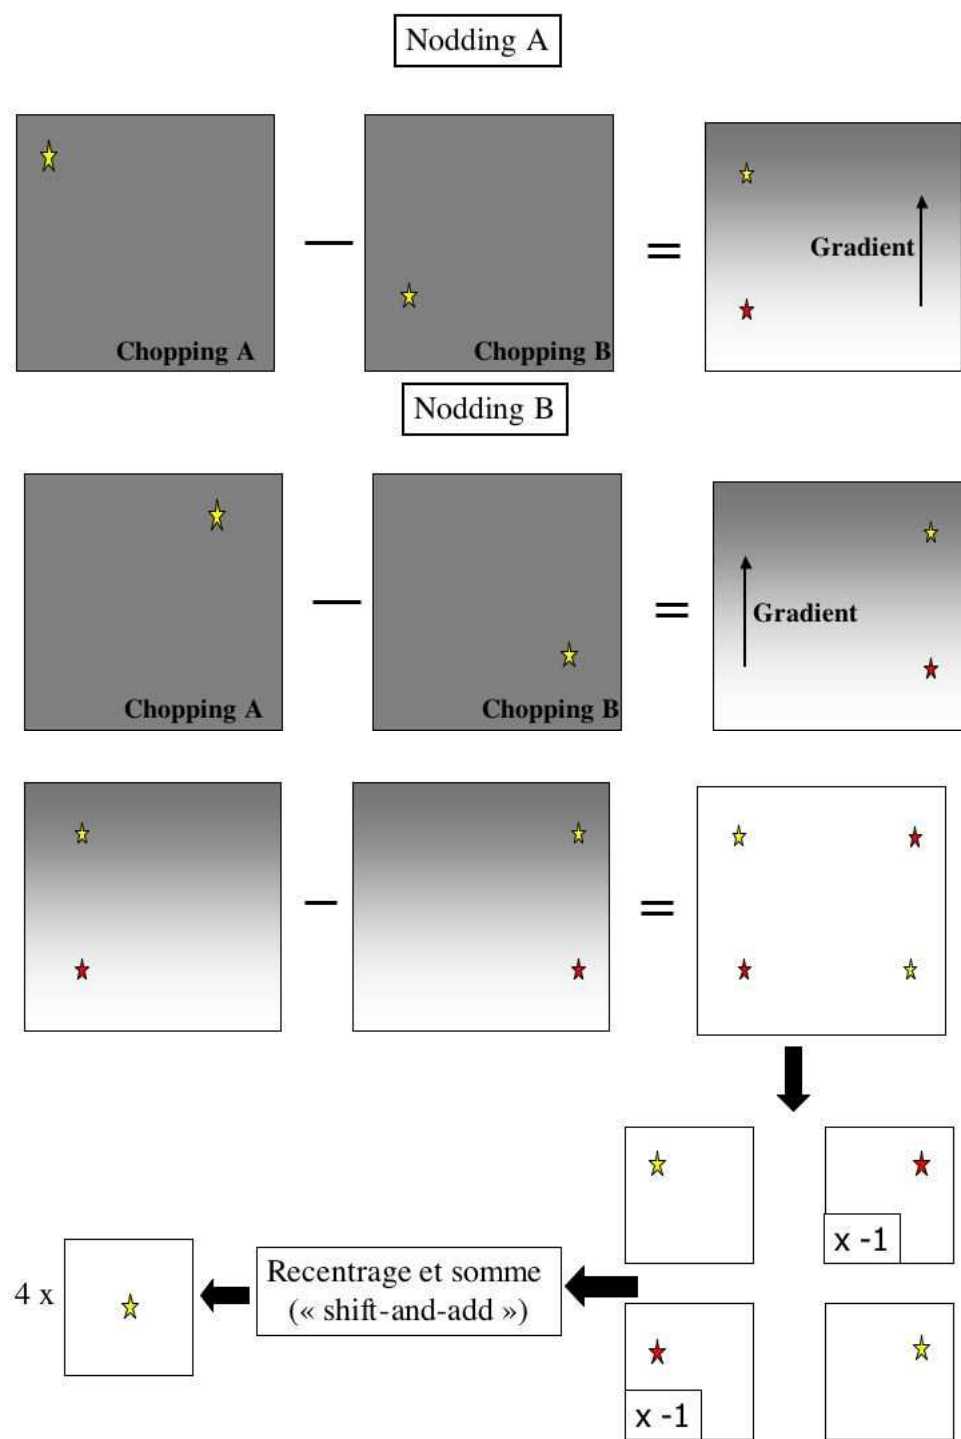 Nodding A
Chopping A
—
Chopping B
=
Gradient
Nodding B
Chopping A
—
Chopping B
=
Gradient
—
=
x -1
4 x
Recentrage et somme
(« shift-and-add »)
x -1